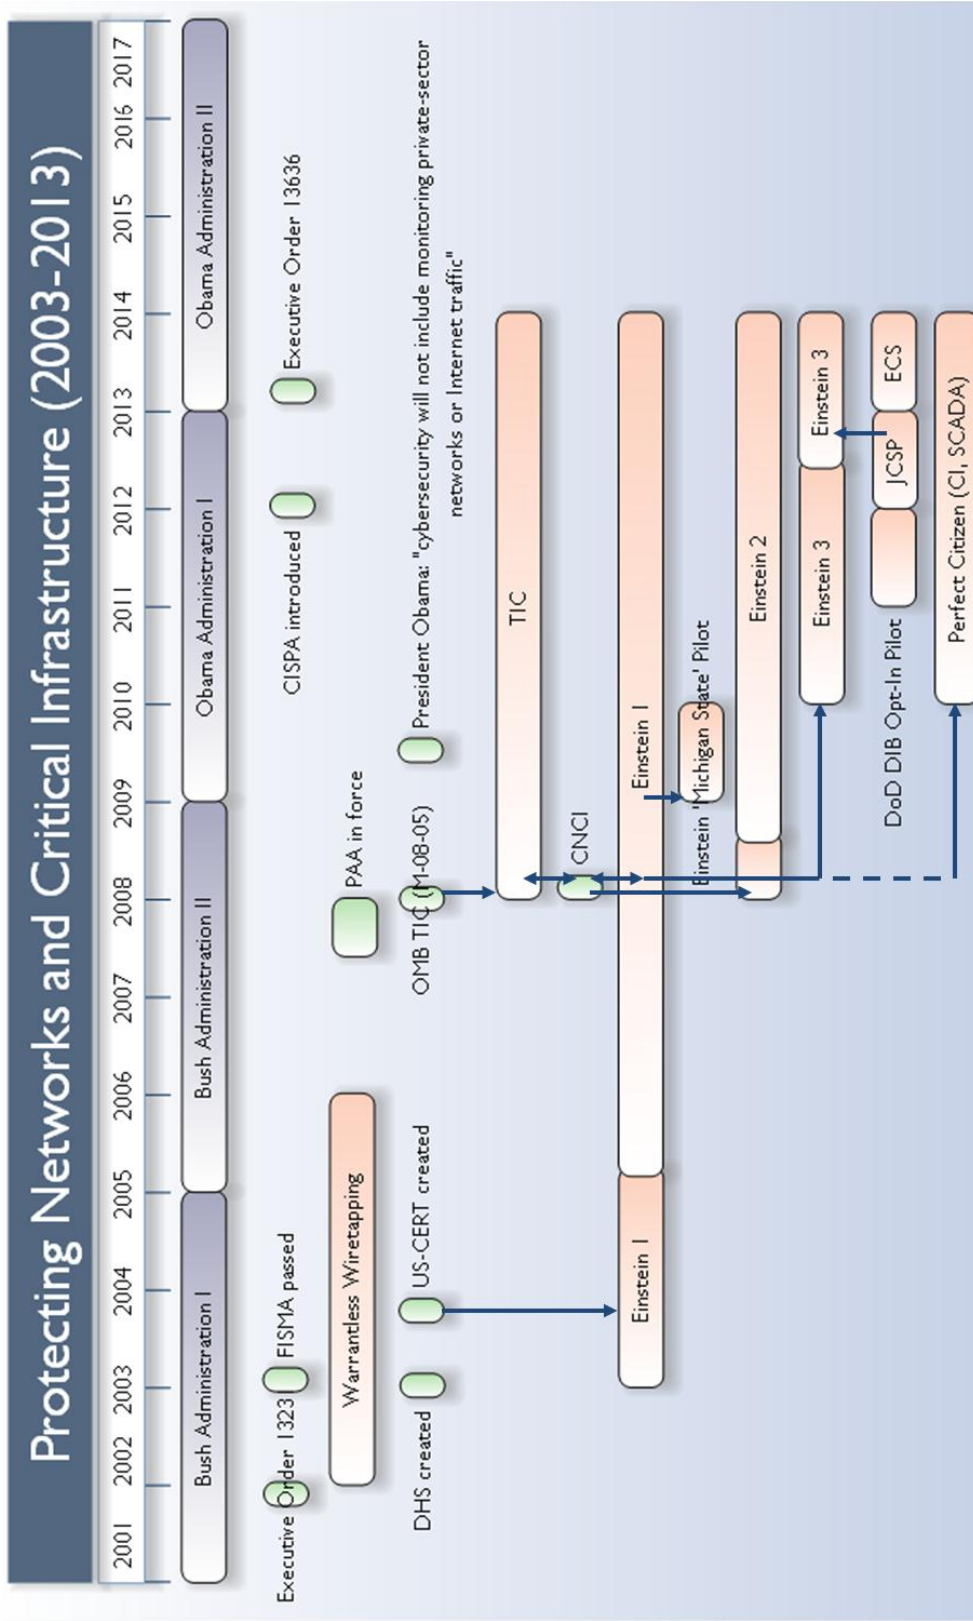 Protecting Networks and Critical Infrastructure (2003-2013)
2001 2002 2003 2004 2005 2006 2007 2008 2009 2010 2011 2012 2013 2014 2015 2016 2017
Bush Administration I
Bush Administration II
Obama Administration I
Obama Administration II
Executive Order 13231
FISMA passed
CISPA introduced
Executive Order 13636
Warrantless Wiretapping
PAA in force
DHS created
US-CERT created
OMB TIC (M-08-05)
President Obama: "cybersecurity will not include monitoring private-sector
networks or Internet traffic"
TIC
CNCI
Einstein 1
Einstein 1
Einstein 'Michigan State' Pilot
Einstein 2
Einstein 3
Einstein 3
DoD DIB Opt-In Pilot
JCSP
ECS
Perfect Citizen (CI, SCADA)